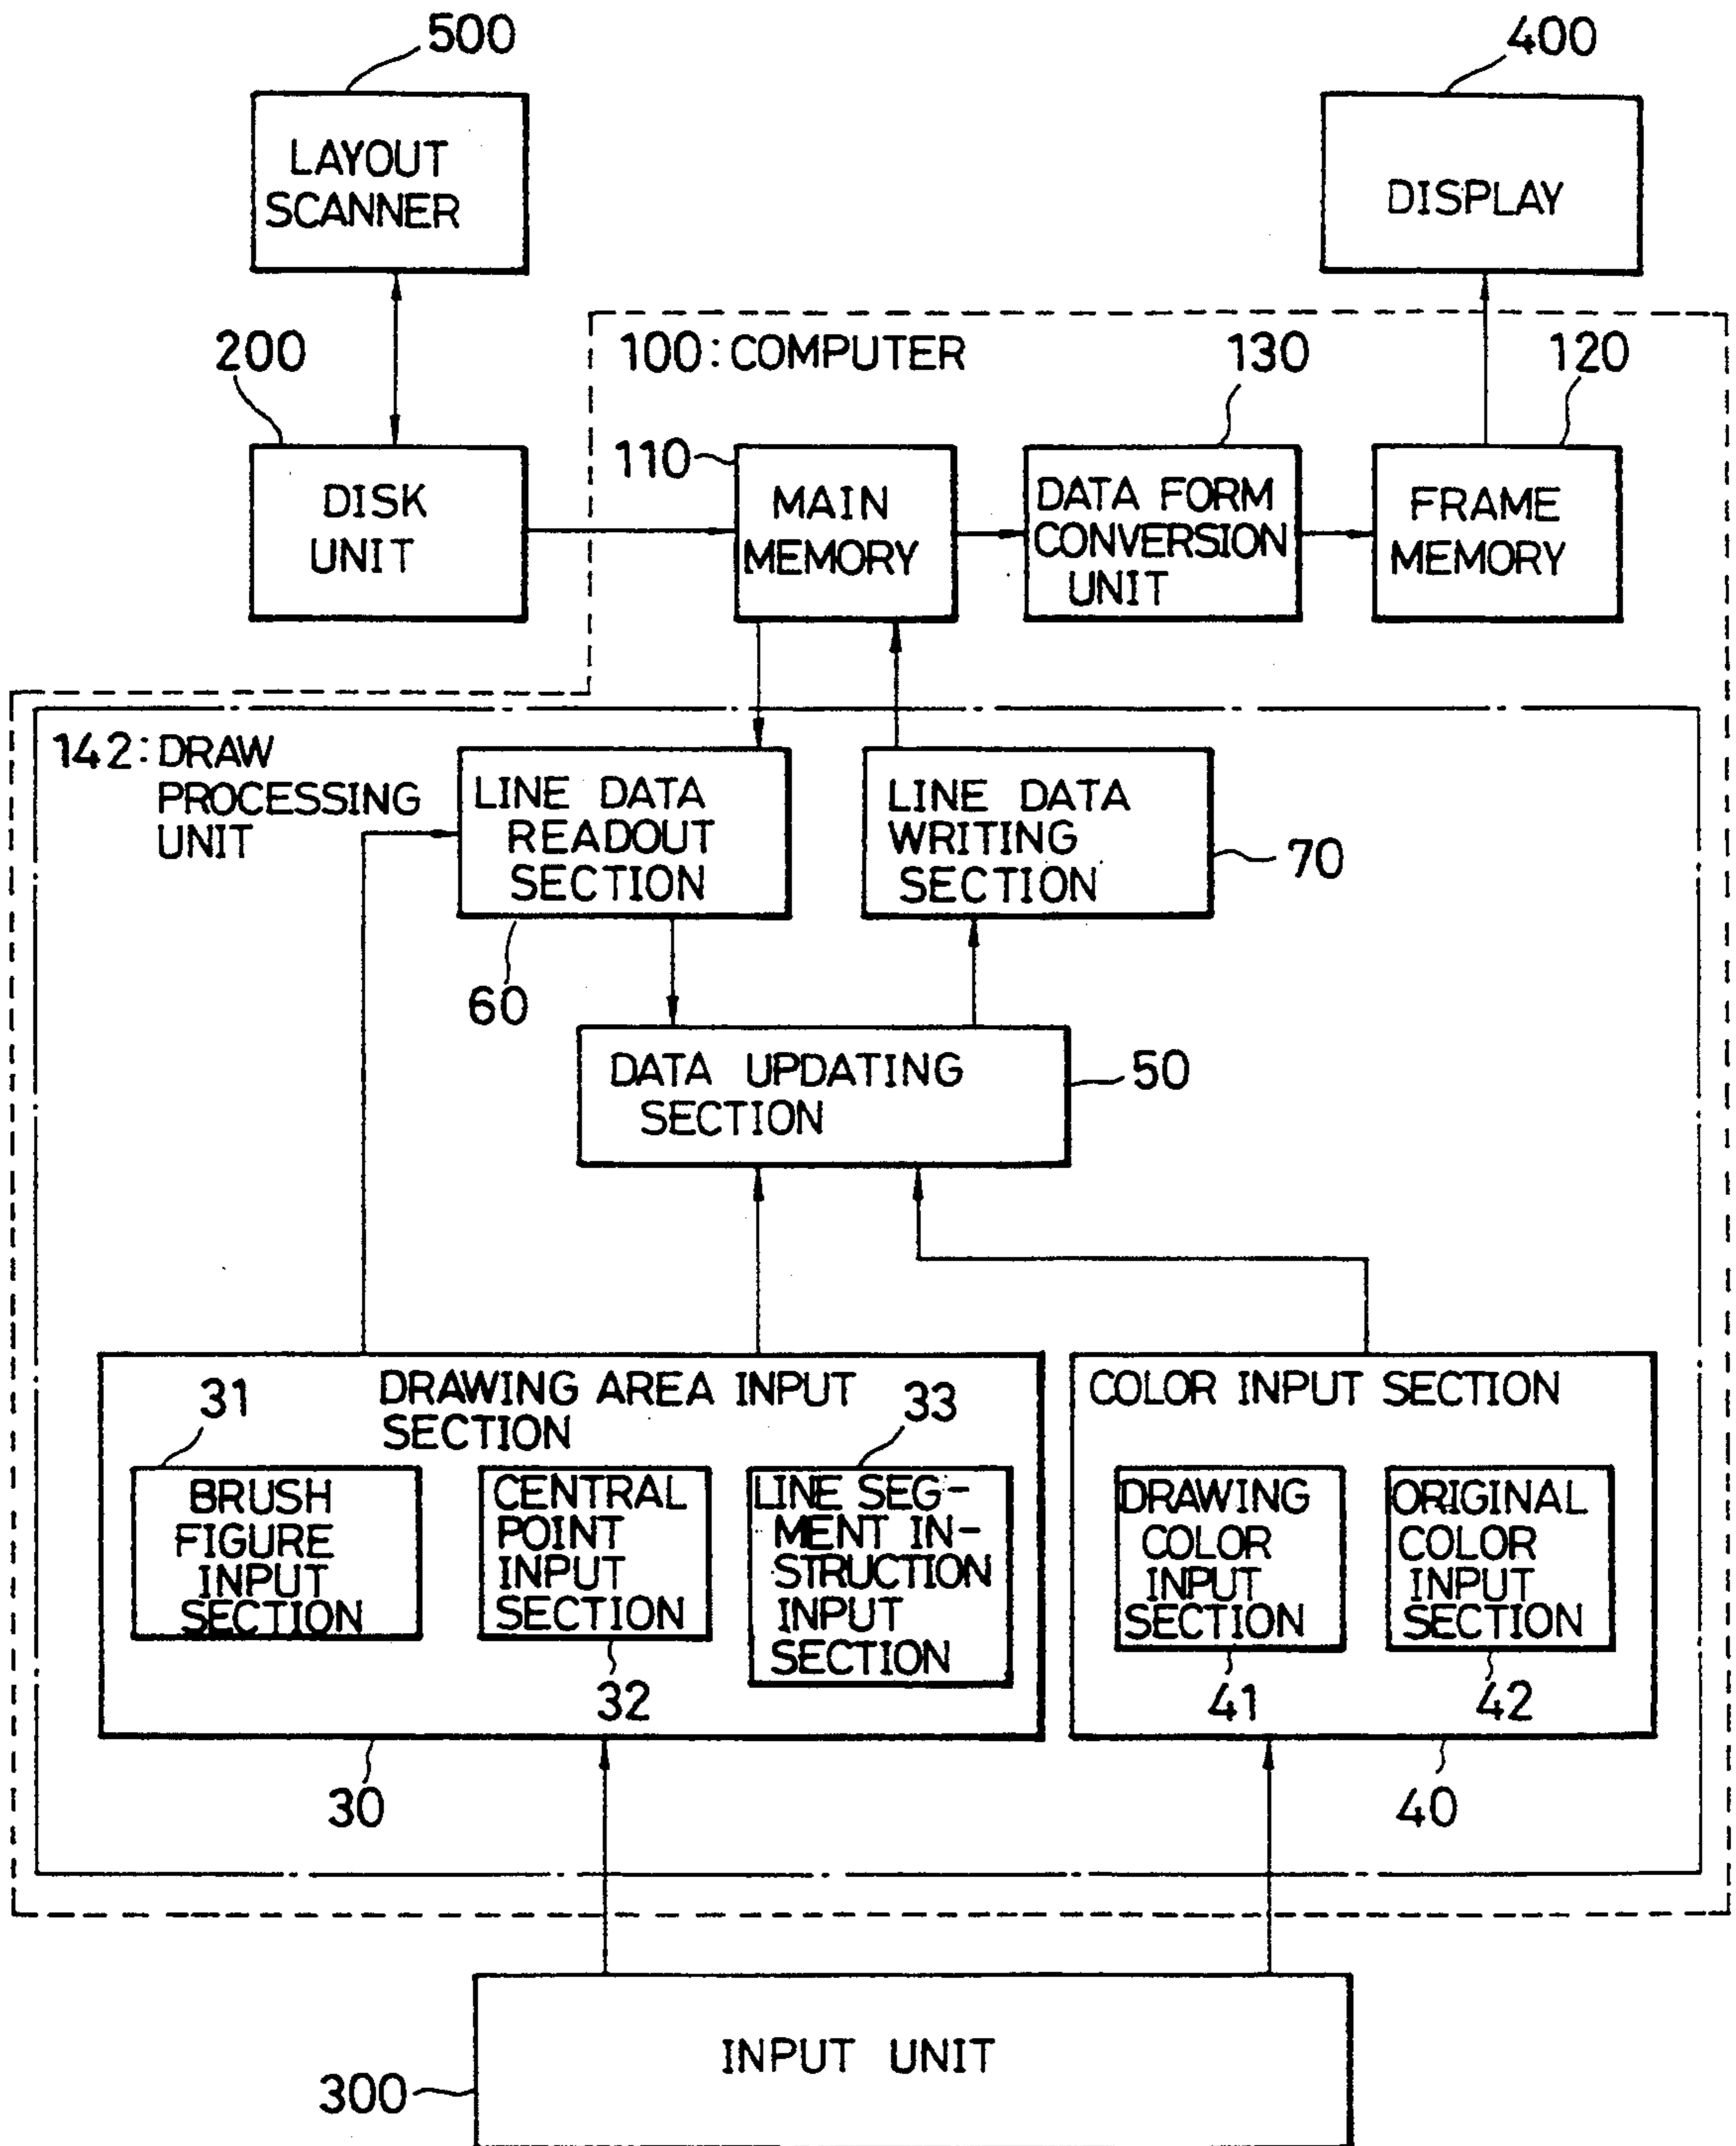 500
400
LAYOUT
SCANNER
DISPLAY
200
100: COMPUTER
130
120
110
DISK
UNIT
MAIN
MEMORY
DATA FORM
CONVERSION
UNIT
FRAME
MEMORY
142: DRAW
PROCESSING
UNIT
LINE DATA
READOUT
SECTION
LINE DATA
WRITING
SECTION
70
60
DATA UPDATING
SECTION
50
DRAWING AREA INPUT
SECTION
31
33
BRUSH
FIGURE
INPUT
SECTION
CENTRAL
POINT
INPUT
SECTION
LINE SEG-
MENT IN-
STRUCTION
INPUT
SECTION
32
COLOR INPUT SECTION
DRAWING
COLOR
INPUT
SECTION
ORIGINAL
COLOR
INPUT
SECTION
41
42
30
40
INPUT UNIT
300